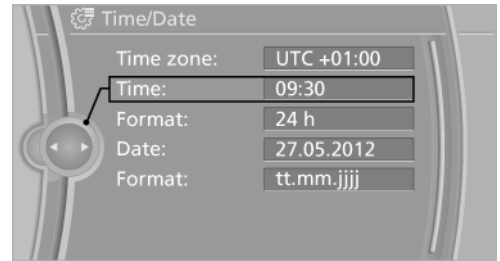 Time/Date
Time zone: UTC +01:00
Time: 09:30
Format: 24 h
Date: 27.05.2012
Format: tt.mm.jjjj